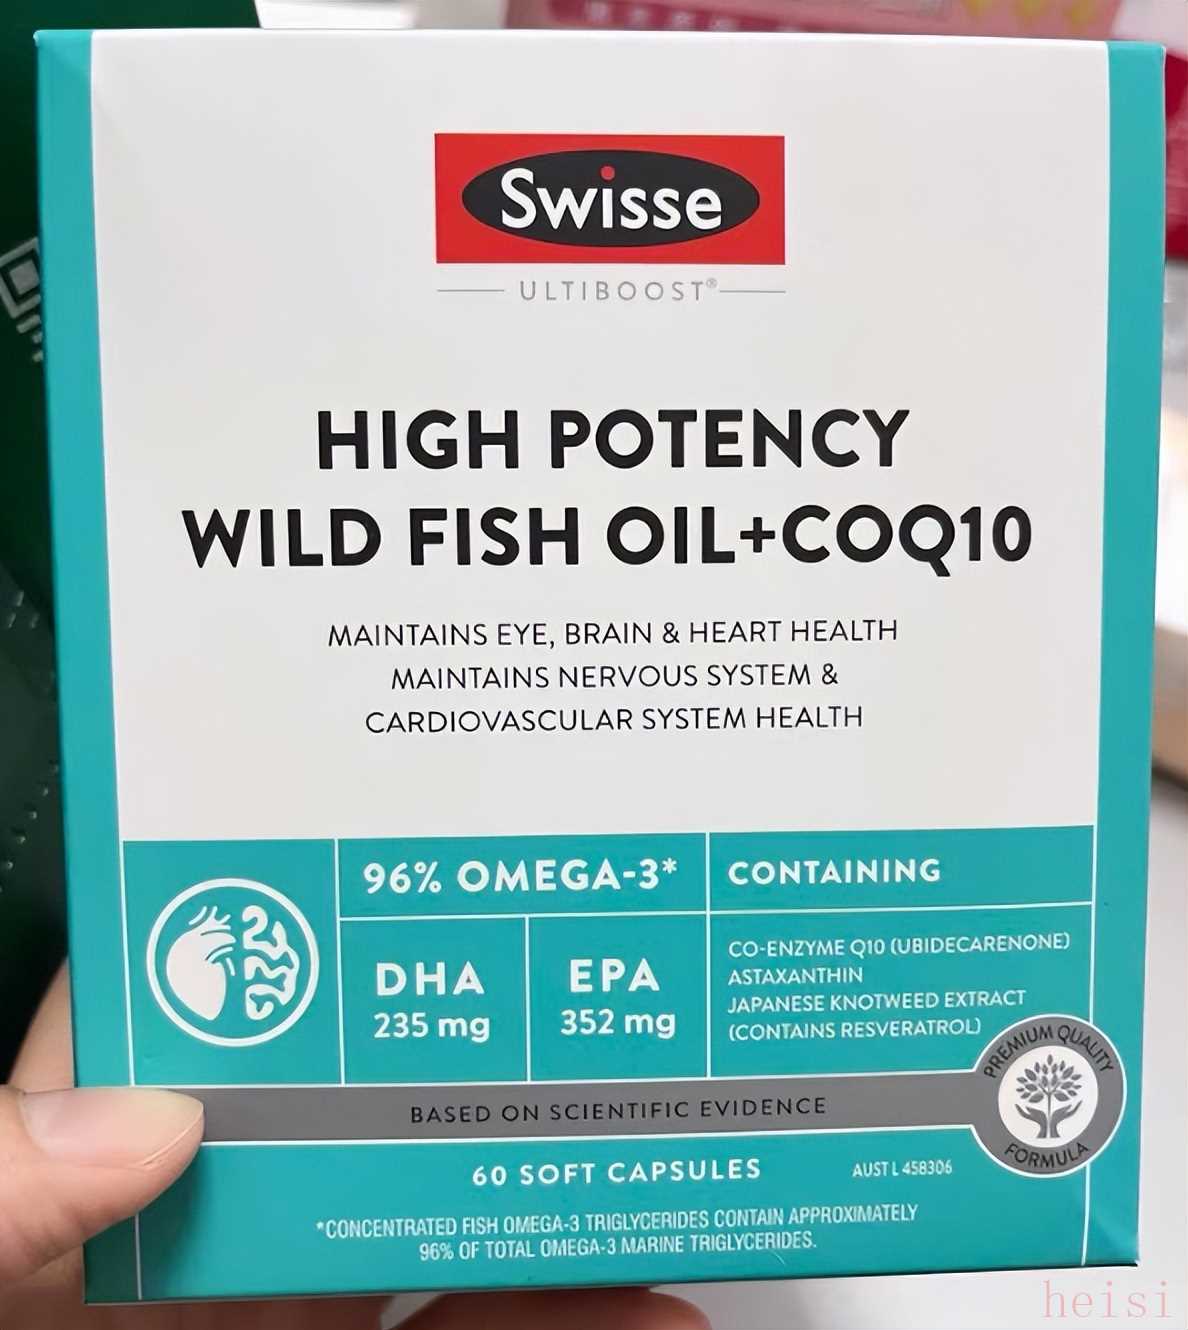 Swisse
ULTIBOOST®
HIGH POTENCY
WILD FISH OIL+COQ10
MAINTAINS EYE, BRAIN & HEART HEALTH
MAINTAINS NERVOUS SYSTEM &
CARDIOVASCULAR SYSTEM HEALTH
96% OMEGA-3*
DHA
235 mg
EPA
352 mg
CONTAINING
CO-ENZYME Q10 (UBIDECARENONE)
ASTAXANTHIN
JAPANESE KNOTWEED EXTRACT
(CONTAINS RESVERATROL)
PREMIUM QUALITY
FORMULA
BASED ON SCIENTIFIC EVIDENCE
60 SOFT CAPSULES
AUST L 458306
*CONCENTRATED FISH OMEGA-3 TRIGLYCERIDES CONTAIN APPROXIMATELY
96% OF TOTAL OMEGA-3 MARINE TRIGLYCERIDES.
heisi